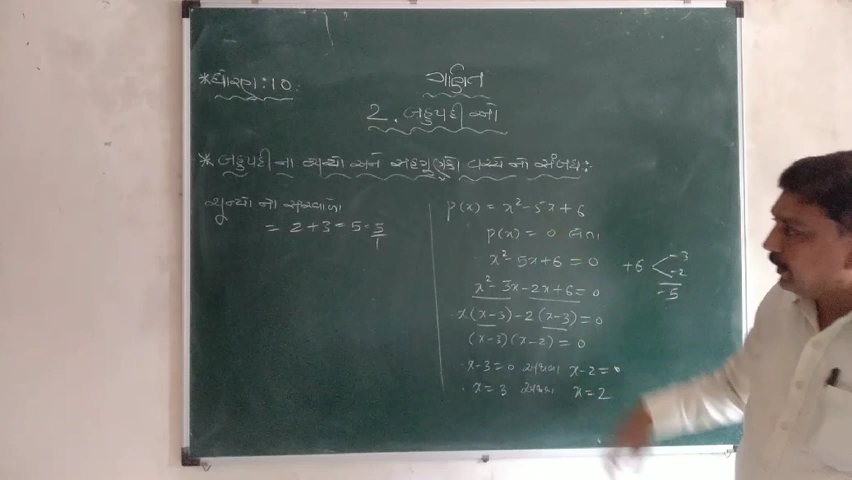 *ધોરણ:10.
ગણિત
2. બહુપદીઓ
* બહુપદી ના શૂન્યો અને સહગુણકો વચ્ચે નો સંબંધ:
શૂન્યો નો સરવાળો
= 2+3 = 5 = 5/1
p(x) = x²-5x+6
p(x) = 0 લેતા
x²-5x+6 = 0
+6 < -3 -2
-5
x²-3x-2x+6 = 0
x(x-3)-2(x-3) = 0
(x-3)(x-2) = 0
x-3=0 અથવા x-2=0
x=3 અથવા x=2